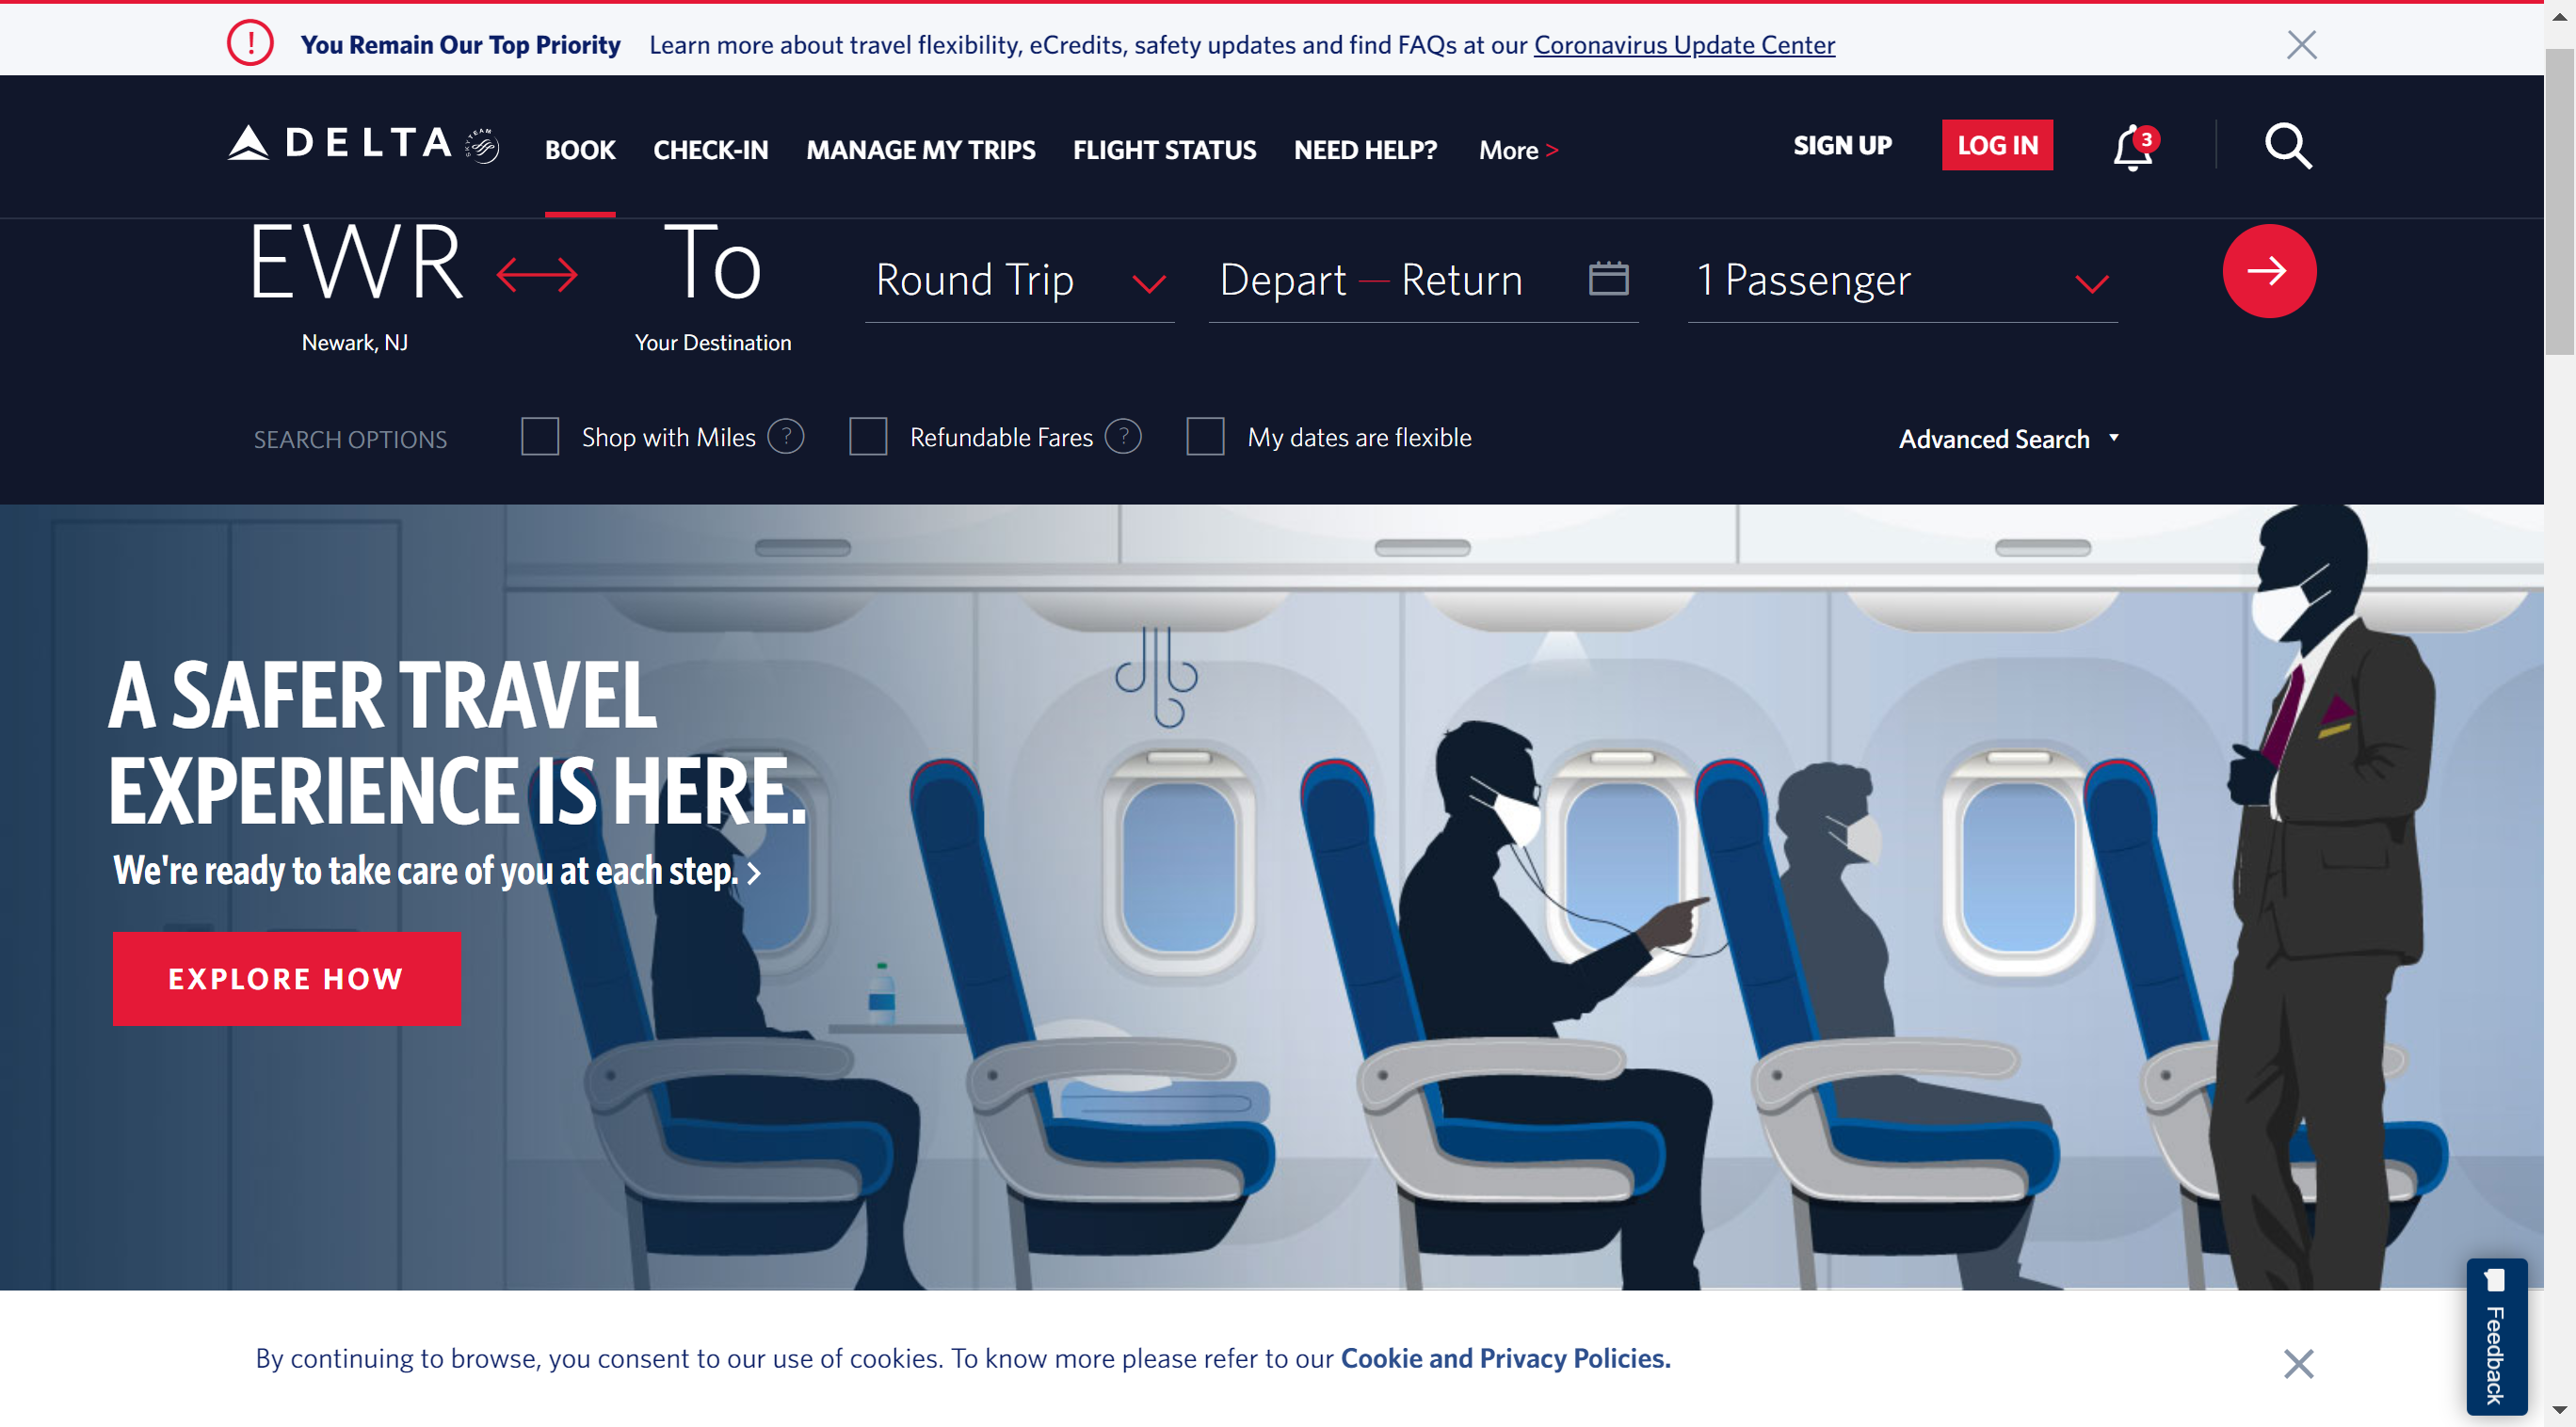 You Remain Our Top Priority Learn more about travel flexibility, eCredits, safety updates and find FAQs at our Coronavirus Update Center
DELTA SKYTEAM BOOK CHECK-IN MANAGE MY TRIPS FLIGHT STATUS NEED HELP? More > SIGN UP LOG IN 3
EWR To Round Trip Depart — Return 1 Passenger
Newark, NJ Your Destination
SEARCH OPTIONS Shop with Miles ? Refundable Fares ? My dates are flexible Advanced Search
A SAFER TRAVEL
EXPERIENCE IS HERE.
We're ready to take care of you at each step. >
EXPLORE HOW
Feedback
By continuing to browse, you consent to our use of cookies. To know more please refer to our Cookie and Privacy Policies.